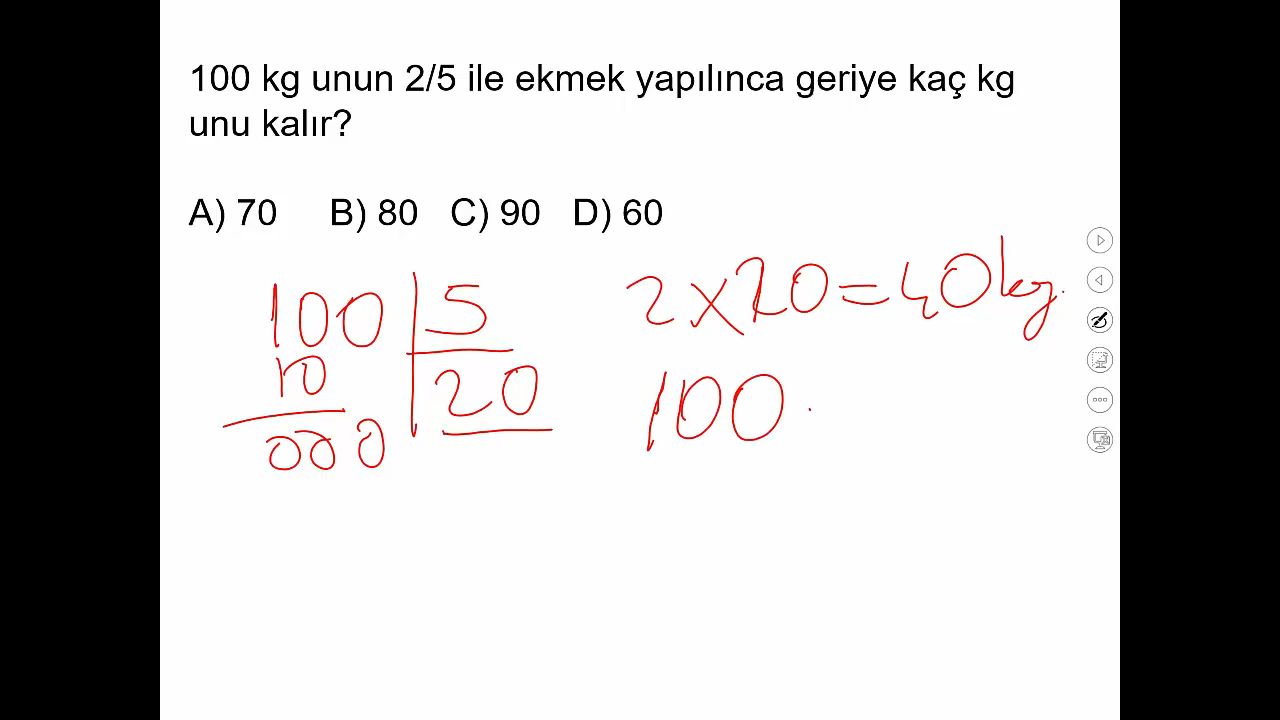 100 kg unun 2/5 ile ekmek yapılınca geriye kaç kg
unu kalır?
A) 70 B) 80 C) 90 D) 60
100 5
10
000
20
2x20=40kg.
100